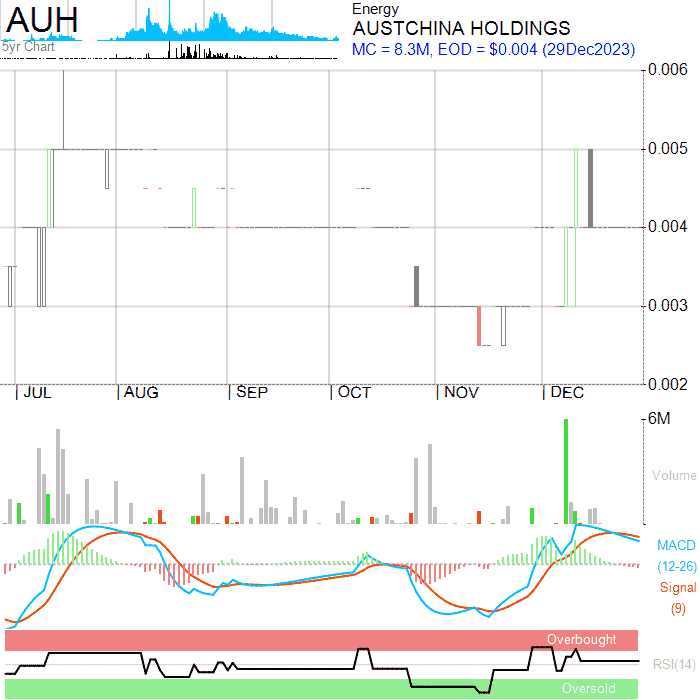 AUH
5yr Chart
Energy
AUSTCHINA HOLDINGS
MC = 8.3M, EOD = $0.004 (29Dec2023)
0.006
0.005
0.004
0.003
0.002
JUL AUG SEP OCT NOV DEC
6M
Volume
MACD
(12-26)
Signal
(9)
Overbought
RSI(14)
Oversold